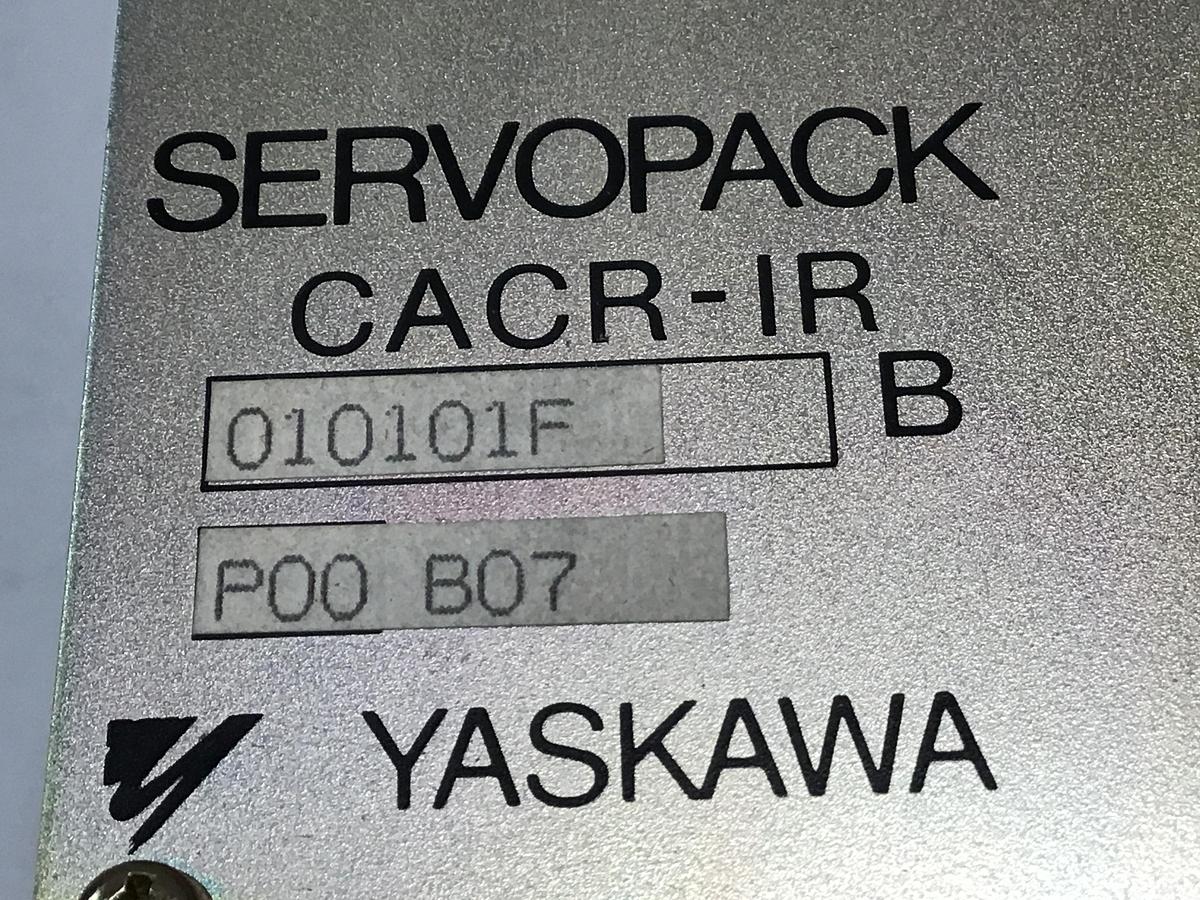 SERVOPACK
CACR-IR
010101F B
P00 B07
YASKAWA